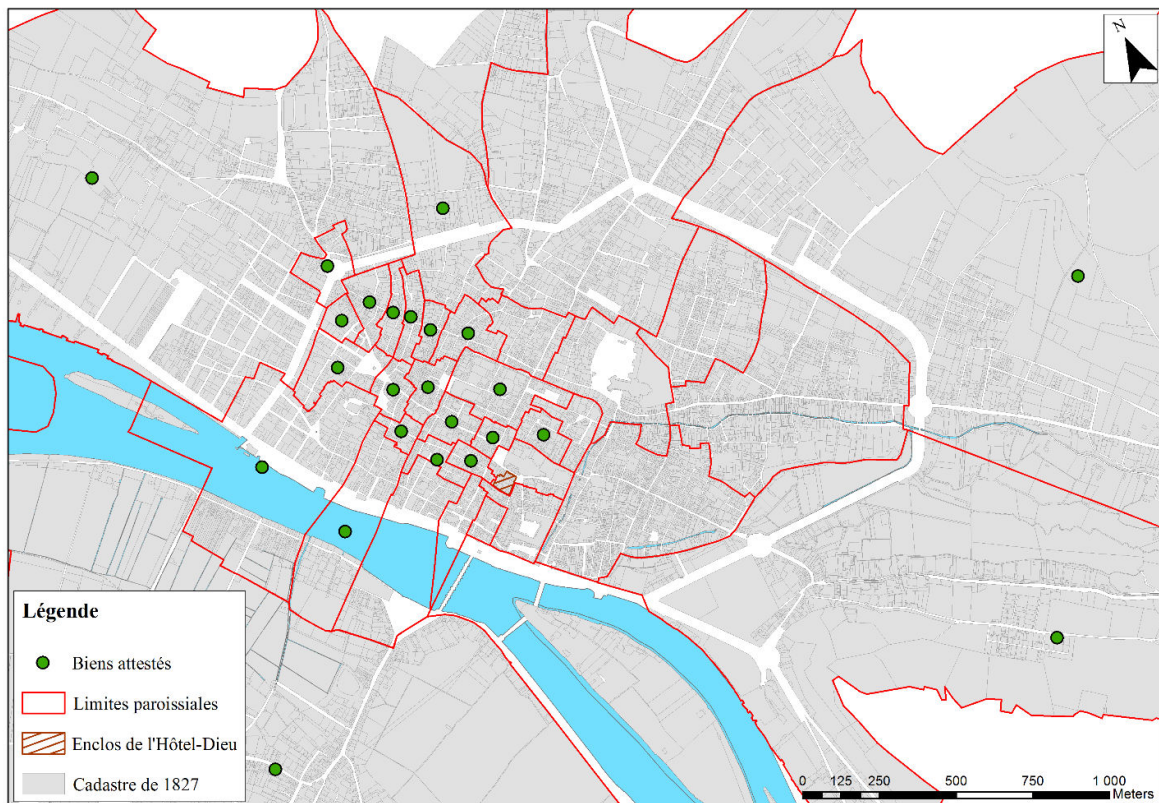 N
Légende
Biens attestés
Limites paroissiales
Enclos de l'Hôtel-Dieu
Cadastre de 1827
0 125 250 500 750 1 000
Meters